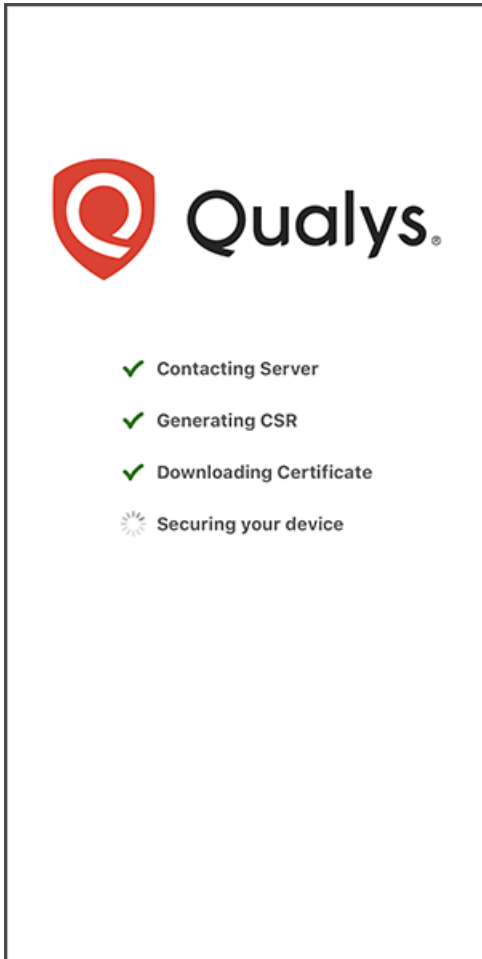 Qualys®
Contacting Server
Generating CSR
Downloading Certificate
Securing your device